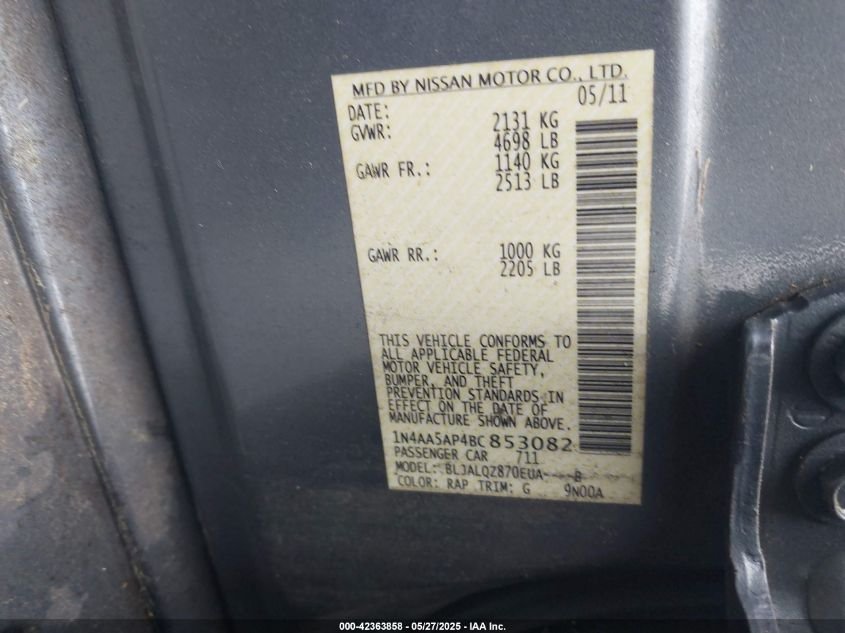 MFD BY NISSAN MOTOR CO., LTD.
DATE: 05/11
GVWR: 2131 KG
4698 LB
GAWR FR.: 1140 KG
2513 LB
GAWR RR.: 1000 KG
2205 LB
THIS VEHICLE CONFORMS TO
ALL APPLICABLE FEDERAL
MOTOR VEHICLE SAFETY,
BUMPER, AND THEFT
PREVENTION STANDARDS IN
EFFECT ON THE DATE OF
MANUFACTURE SHOWN ABOVE.
1N4AA5AP4BC853082
PASSENGER CAR 711
MODEL: BLJALQZ870EUA- B
COLOR: RAP TRIM: G 9N00A
000-42363858 - 05/27/2025 - IAA Inc.